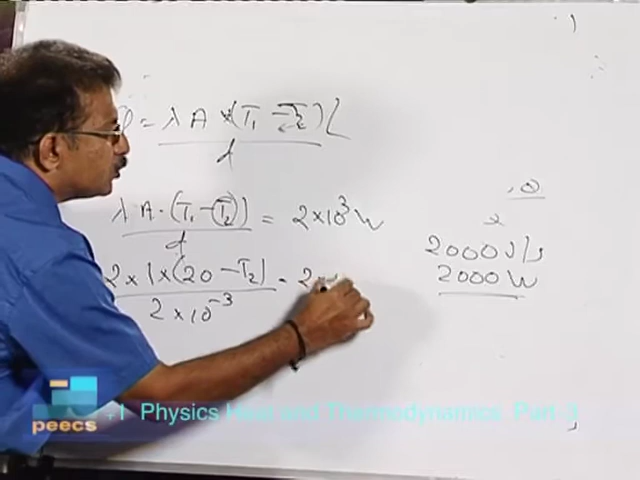 = λA × (T₁ - T₂) t / d
λA·(T₁-T₂) / d = 2×10³ W
2000 J/s
2000 W
2 × 1 × (20 - T₂) / 2 × 10⁻³ = 2
+1 Physics Heat and Thermodynamics Part-3
peecs